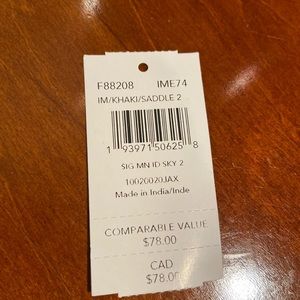 F88208 IME74
IM/KHAKI/SADDLE 2
1 93971 50625 8
SIG MN ID SKY 2
10020020JAX
Made in India/Inde
COMPARABLE VALUE
$78.00
CAD
$78.00